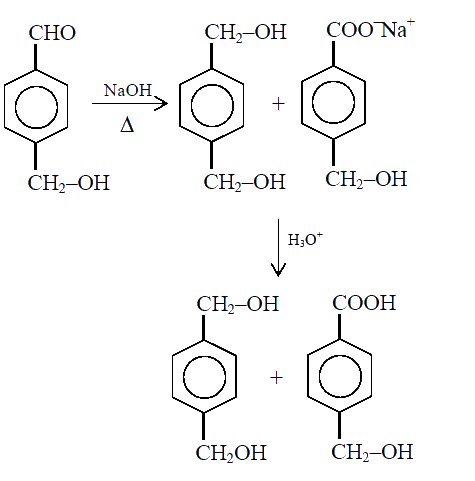 CHO CH₂–OH COO⁻Na⁺
NaOH
Δ
+
CH₂–OH CH₂–OH CH₂–OH
H₃O⁺
CH₂–OH COOH
+
CH₂OH CH₂–OH